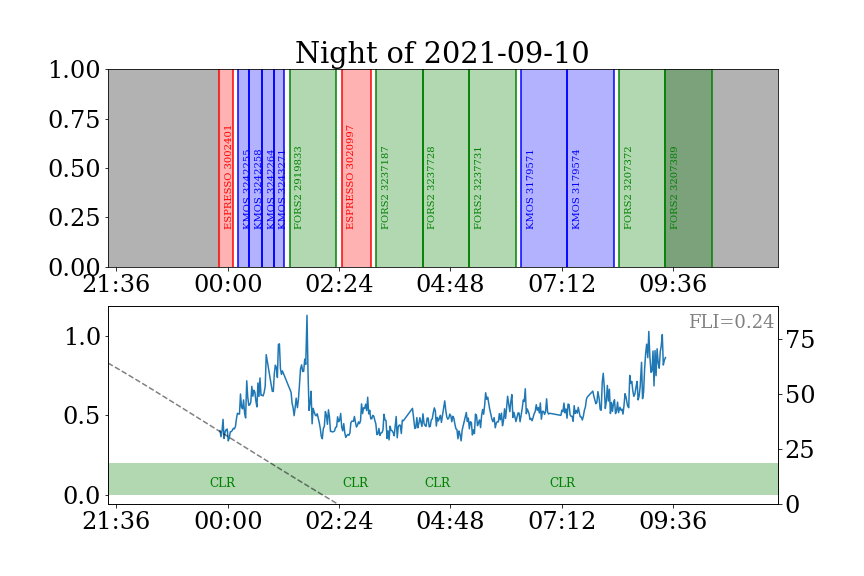 Night of 2021-09-10
1.00
0.75
0.50
0.25
0.00
ESPRESSO 3002401
KMOS 3242255
KMOS 3242258
KMOS 3242264
KMOS 3243271
FORS2 2919833
ESPRESSO 3020997
FORS2 3237187
FORS2 3237728
FORS2 3237731
KMOS 3179571
KMOS 3179574
FORS2 3207372
FORS2 3207389
21:36 00:00 02:24 04:48 07:12 09:36
FLI=0.24
1.0
0.5
0.0
75
50
25
0
CLR CLR CLR CLR
21:36 00:00 02:24 04:48 07:12 09:36